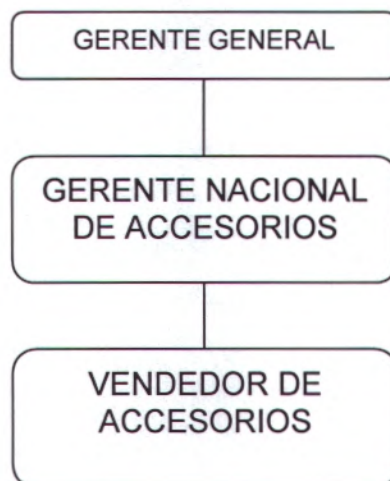 GERENTE GENERAL
GERENTE NACIONAL
DE ACCESORIOS
VENDEDOR DE
ACCESORIOS